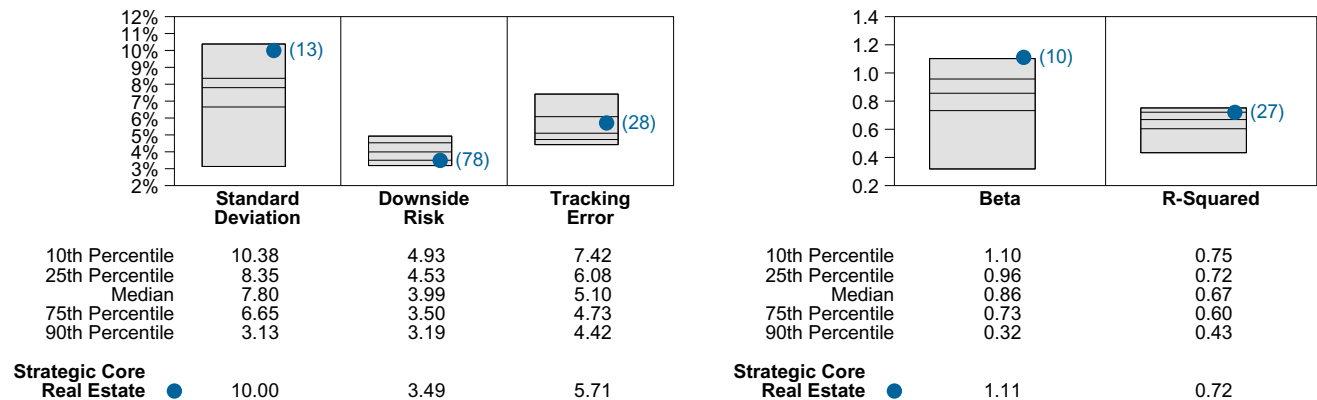 12%
11%
10%
9%
8%
7%
6%
5%
4%
3%
2%
(13)
(78)
(28)
Standard Deviation
Downside Risk
Tracking Error
10th Percentile 10.38 4.93 7.42
25th Percentile 8.35 4.53 6.08
Median 7.80 3.99 5.10
75th Percentile 6.65 3.50 4.73
90th Percentile 3.13 3.19 4.42
Strategic Core
Real Estate 10.00 3.49 5.71
1.4
1.2
1.0
0.8
0.6
0.4
0.2
(10)
(27)
Beta R-Squared
10th Percentile 1.10 0.75
25th Percentile 0.96 0.72
Median 0.86 0.67
75th Percentile 0.73 0.60
90th Percentile 0.32 0.43
Strategic Core
Real Estate 1.11 0.72